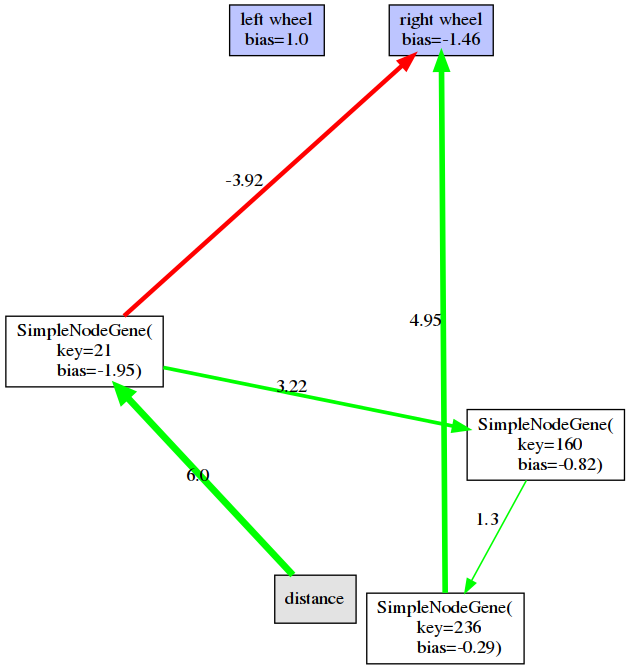 left wheel
bias=1.0
right wheel
bias=-1.46
-3.92
4.95
SimpleNodeGene(
key=21
bias=-1.95)
3.22
SimpleNodeGene(
key=160
bias=-0.82)
6.0
1.3
distance
SimpleNodeGene(
key=236
bias=-0.29)